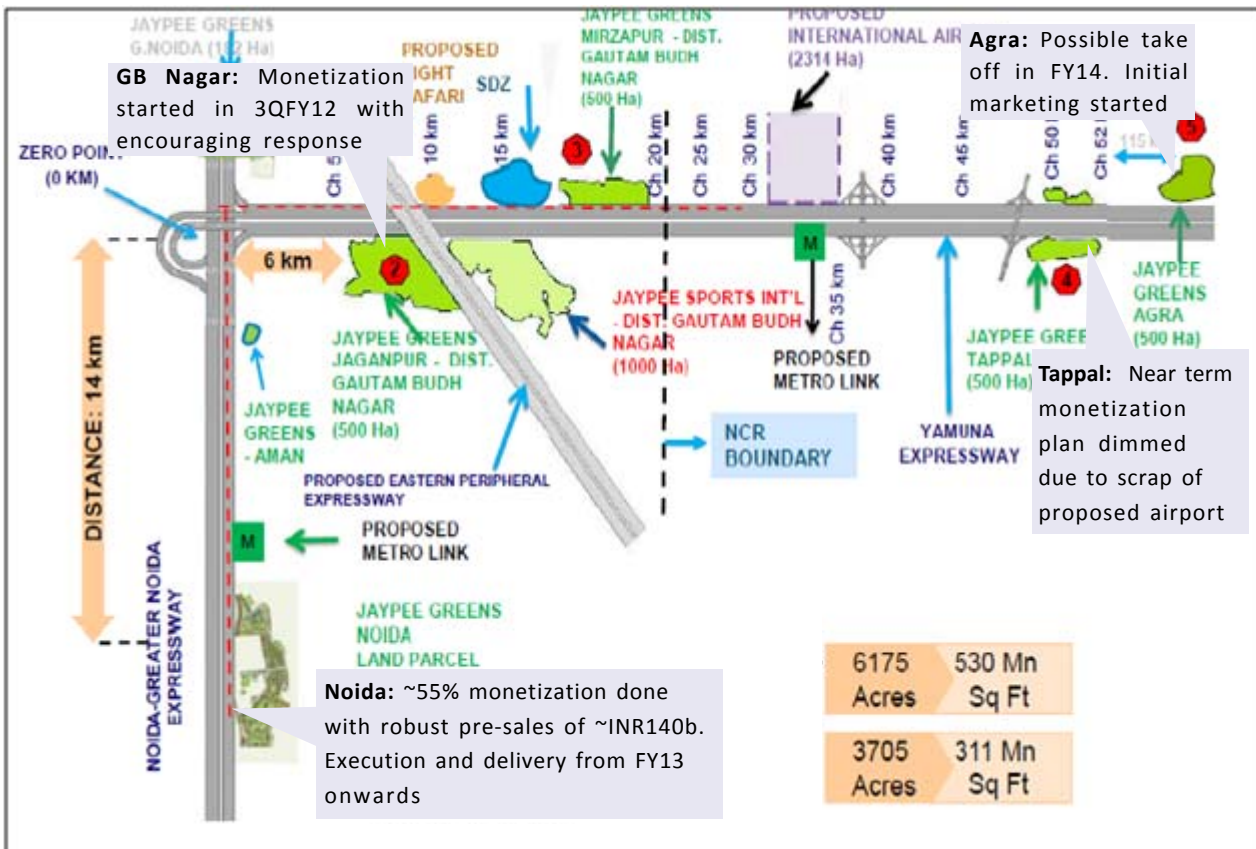 JAYPEE GREENS
G.NOIDA (182 Ha)
GB Nagar: Monetization
started in 3QFY12 with
encouraging response
PROPOSED
SDZ
JAYPEE GREENS
MIRZAPUR - DIST.
GAUTAM BUDH
NAGAR
(500 Ha)
PROPOSED
INTERNATIONAL
(2314 Ha)
Agra: Possible take
off in FY14. Initial
marketing started
ZERO POINT
(0 KM)
Ch 5
10 km
15 km
3
Ch 20 km
Ch 25 km
Ch 30 km
Ch 40 km
Ch 45 km
Ch 50
Ch 52
115
5
6 km
2
M
Ch 35 km
4
DISTANCE: 14 km
JAYPEE
GREENS
- AMAN
JAYPEE GREENS
JAGANPUR - DIST.
GAUTAM BUDH
NAGAR
(500 Ha)
JAYPEE SPORTS INT'L
- DIST. GAUTAM BUDH
NAGAR
(1000 Ha)
PROPOSED
METRO LINK
JAYPEE
TAPPAL
(500 Ha)
JAYPEE
GREENS
AGRA
(500 Ha)
Tappal: Near term
monetization
plan dimmed
due to scrap of
proposed airport
NCR
BOUNDARY
YAMUNA
EXPRESSWAY
PROPOSED EASTERN PERIPHERAL
EXPRESSWAY
M
PROPOSED
METRO LINK
NOIDA-GREATER NOIDA
EXPRESSWAY
JAYPEE GREENS
NOIDA
LAND PARCEL
Noida: ~55% monetization done
with robust pre-sales of ~INR140b.
Execution and delivery from FY13
onwards
6175
Acres
530 Mn
Sq Ft
3705
Acres
311 Mn
Sq Ft